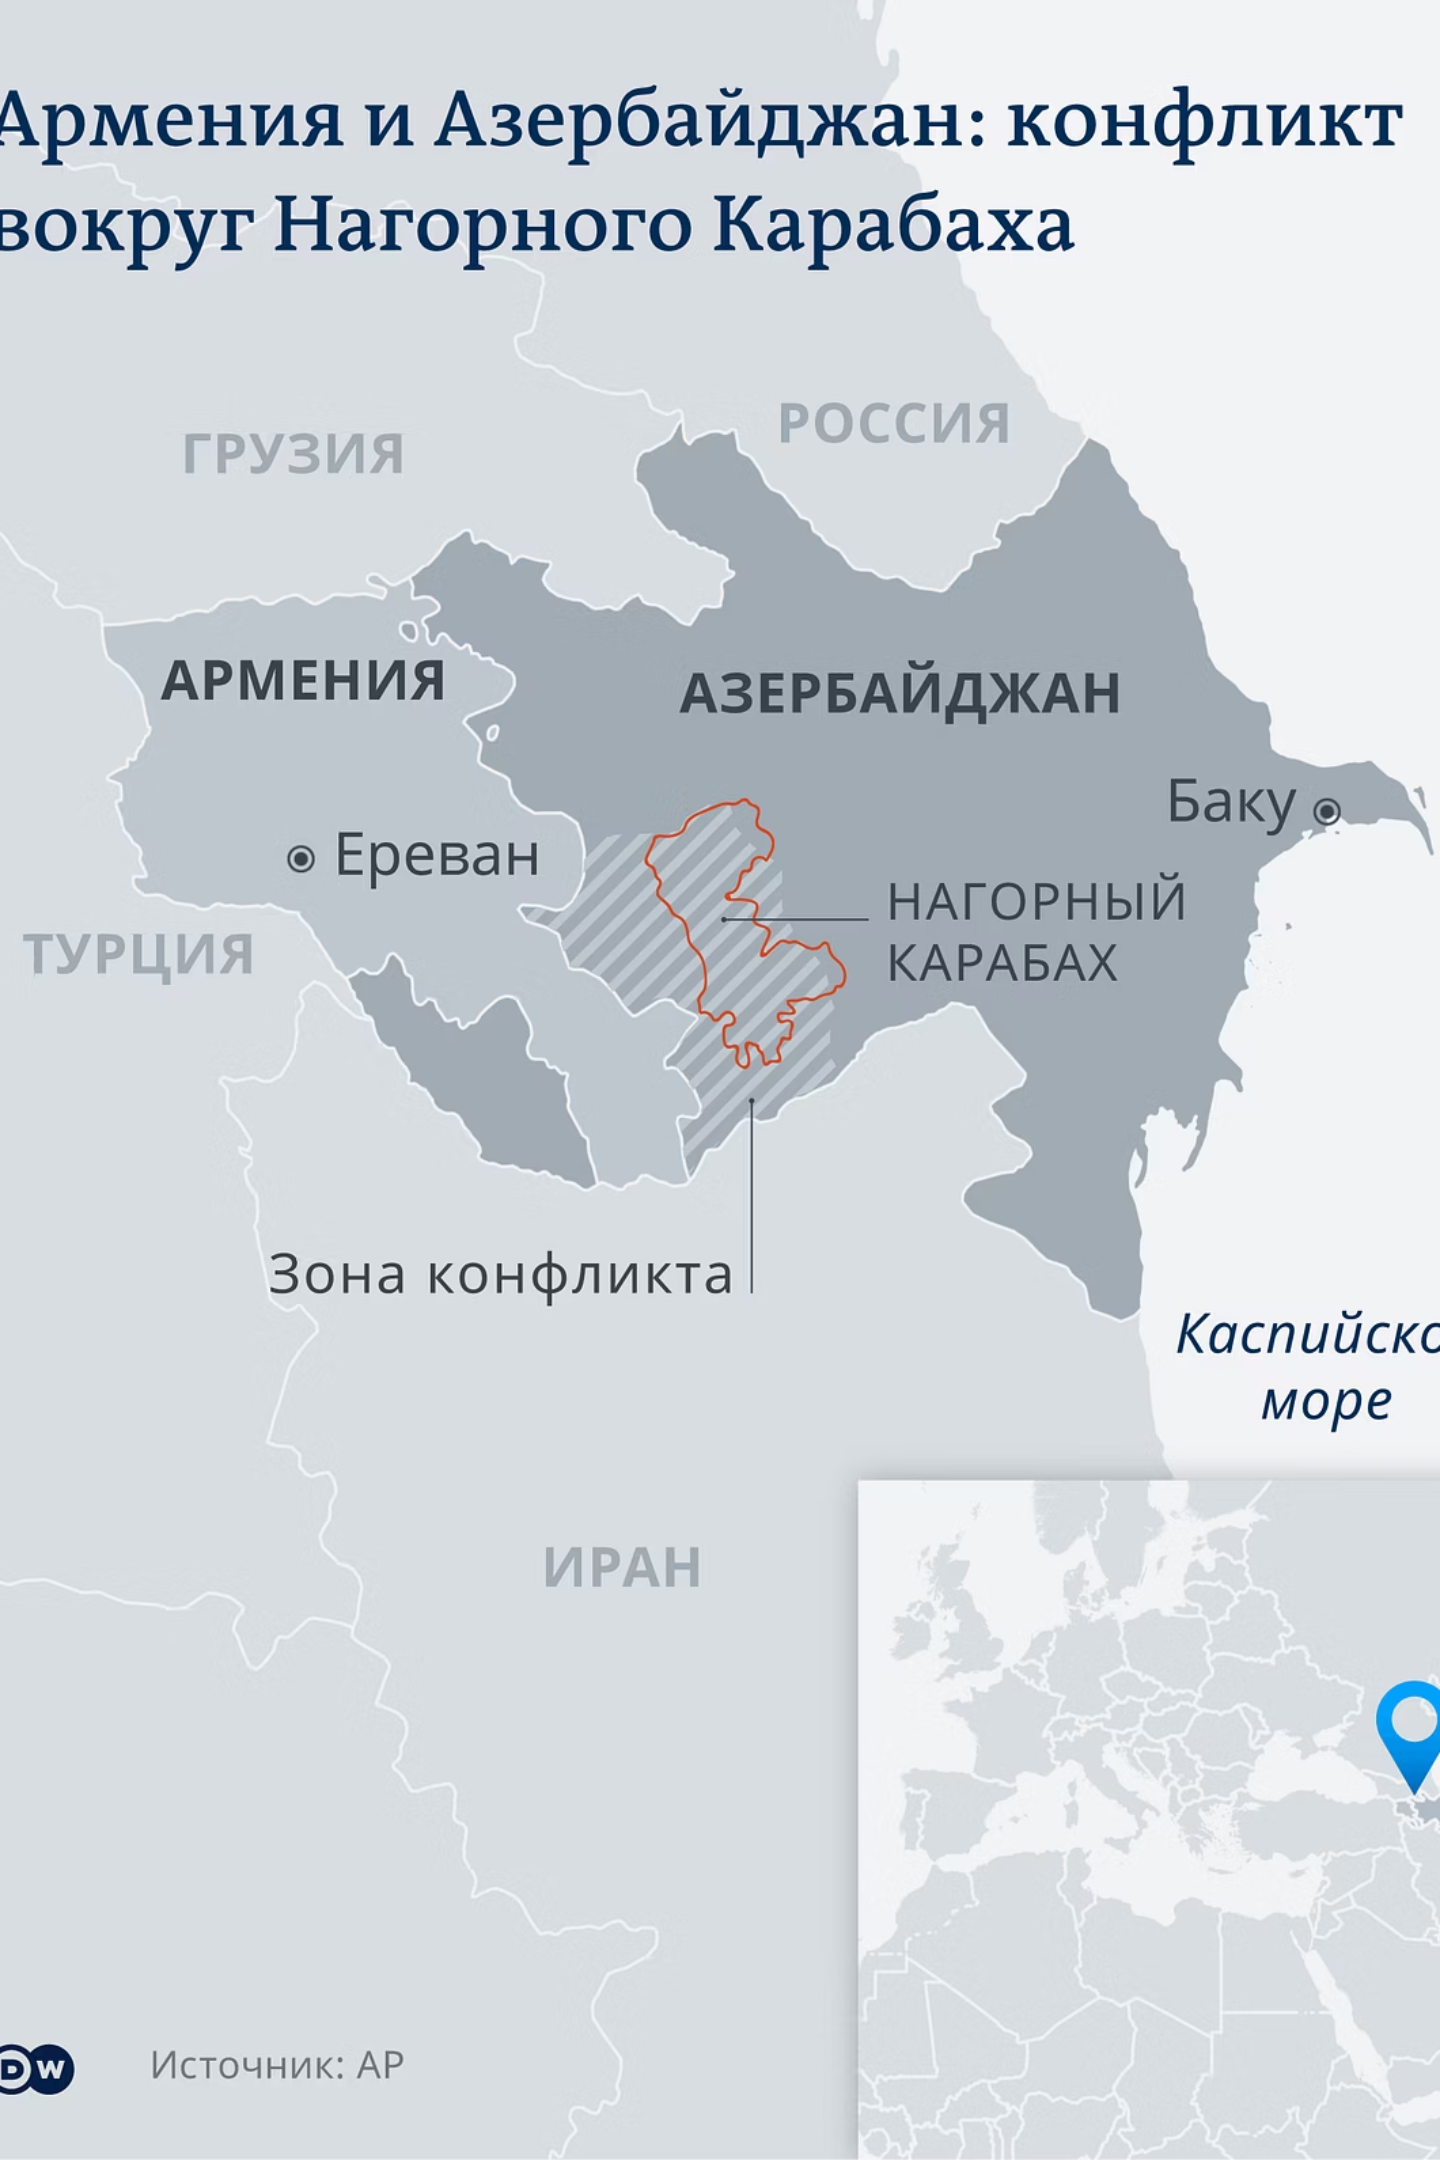 Армения и Азербайджан: конфликт
вокруг Нагорного Карабаха
РОССИЯ
ГРУЗИЯ
АРМЕНИЯ
АЗЕРБАЙДЖАН
Баку
Ереван
НАГОРНЫЙ
КАРАБАХ
ТУРЦИЯ
Зона конфликта
Каспийско
море
ИРАН
DW
Источник: AP